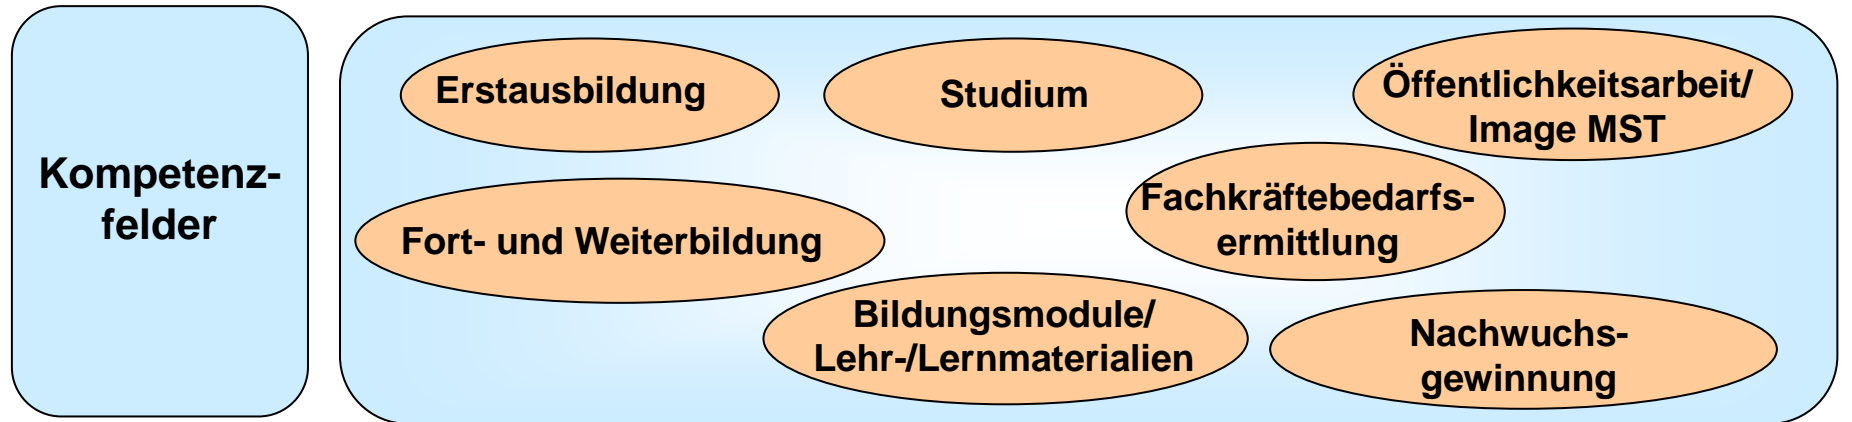 Kompetenz-
felder
Erstausbildung
Studium
Öffentlichkeitsarbeit/
Image MST
Fort- und Weiterbildung
Fachkräftebedarfs-
ermittlung
Bildungsmodule/
Lehr-/Lernmaterialien
Nachwuchs-
gewinnung